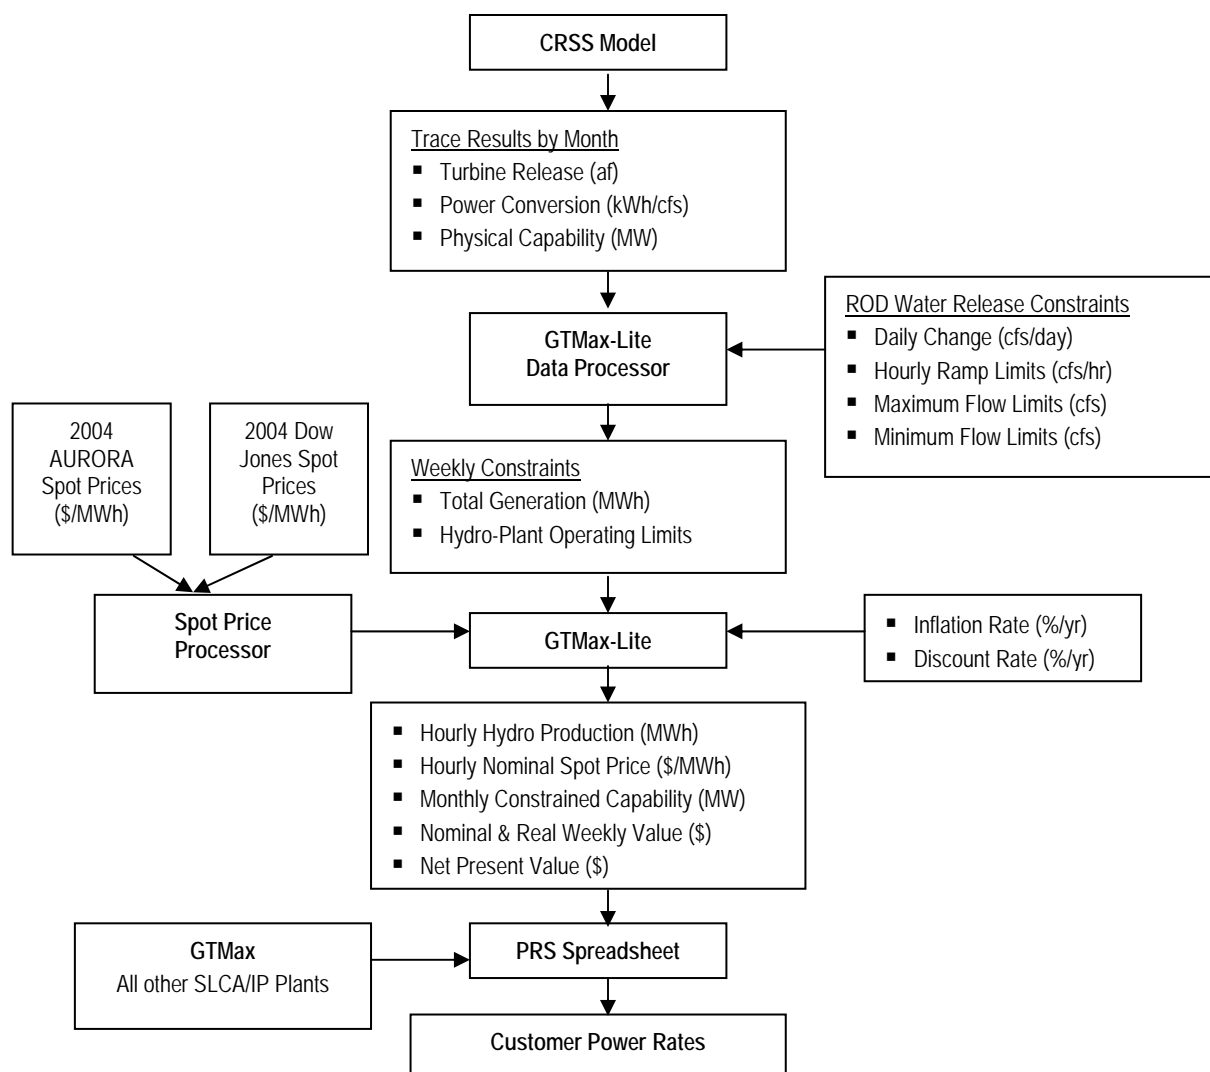 CRSS Model
Trace Results by Month
▪ Turbine Release (af)
▪ Power Conversion (kWh/cfs)
▪ Physical Capability (MW)
GTMax-Lite
Data Processor
ROD Water Release Constraints
▪ Daily Change (cfs/day)
▪ Hourly Ramp Limits (cfs/hr)
▪ Maximum Flow Limits (cfs)
▪ Minimum Flow Limits (cfs)
2004
AURORA
Spot Prices
($/MWh)
2004 Dow
Jones Spot
Prices
($/MWh)
Weekly Constraints
▪ Total Generation (MWh)
▪ Hydro-Plant Operating Limits
Spot Price
Processor
GTMax-Lite
▪ Inflation Rate (%/yr)
▪ Discount Rate (%/yr)
▪ Hourly Hydro Production (MWh)
▪ Hourly Nominal Spot Price ($/MWh)
▪ Monthly Constrained Capability (MW)
▪ Nominal & Real Weekly Value ($)
▪ Net Present Value ($)
GTMax
All other SLCA/IP Plants
PRS Spreadsheet
Customer Power Rates